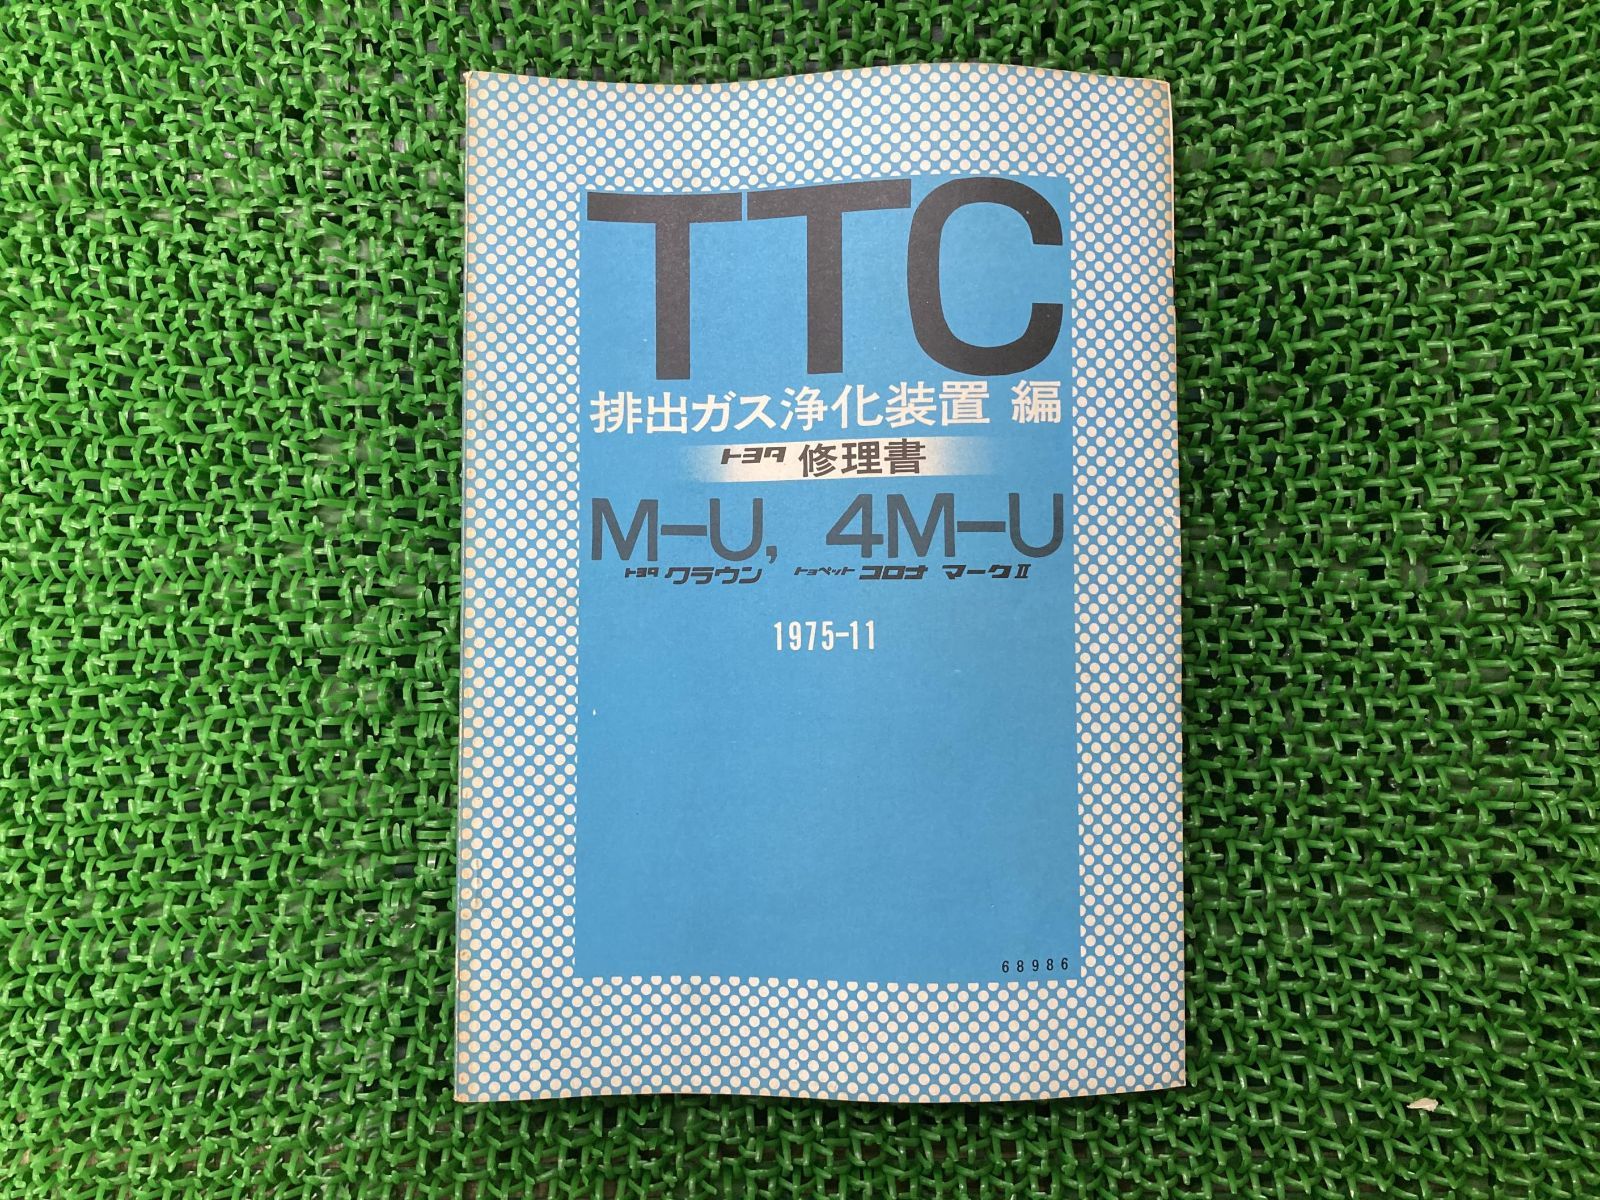 TTC
排出ガス浄化装置 編
トヨタ 修理書
M-U, 4M-U
トヨタ クラウン トヨペット コロナ マークII
1975-11
68986